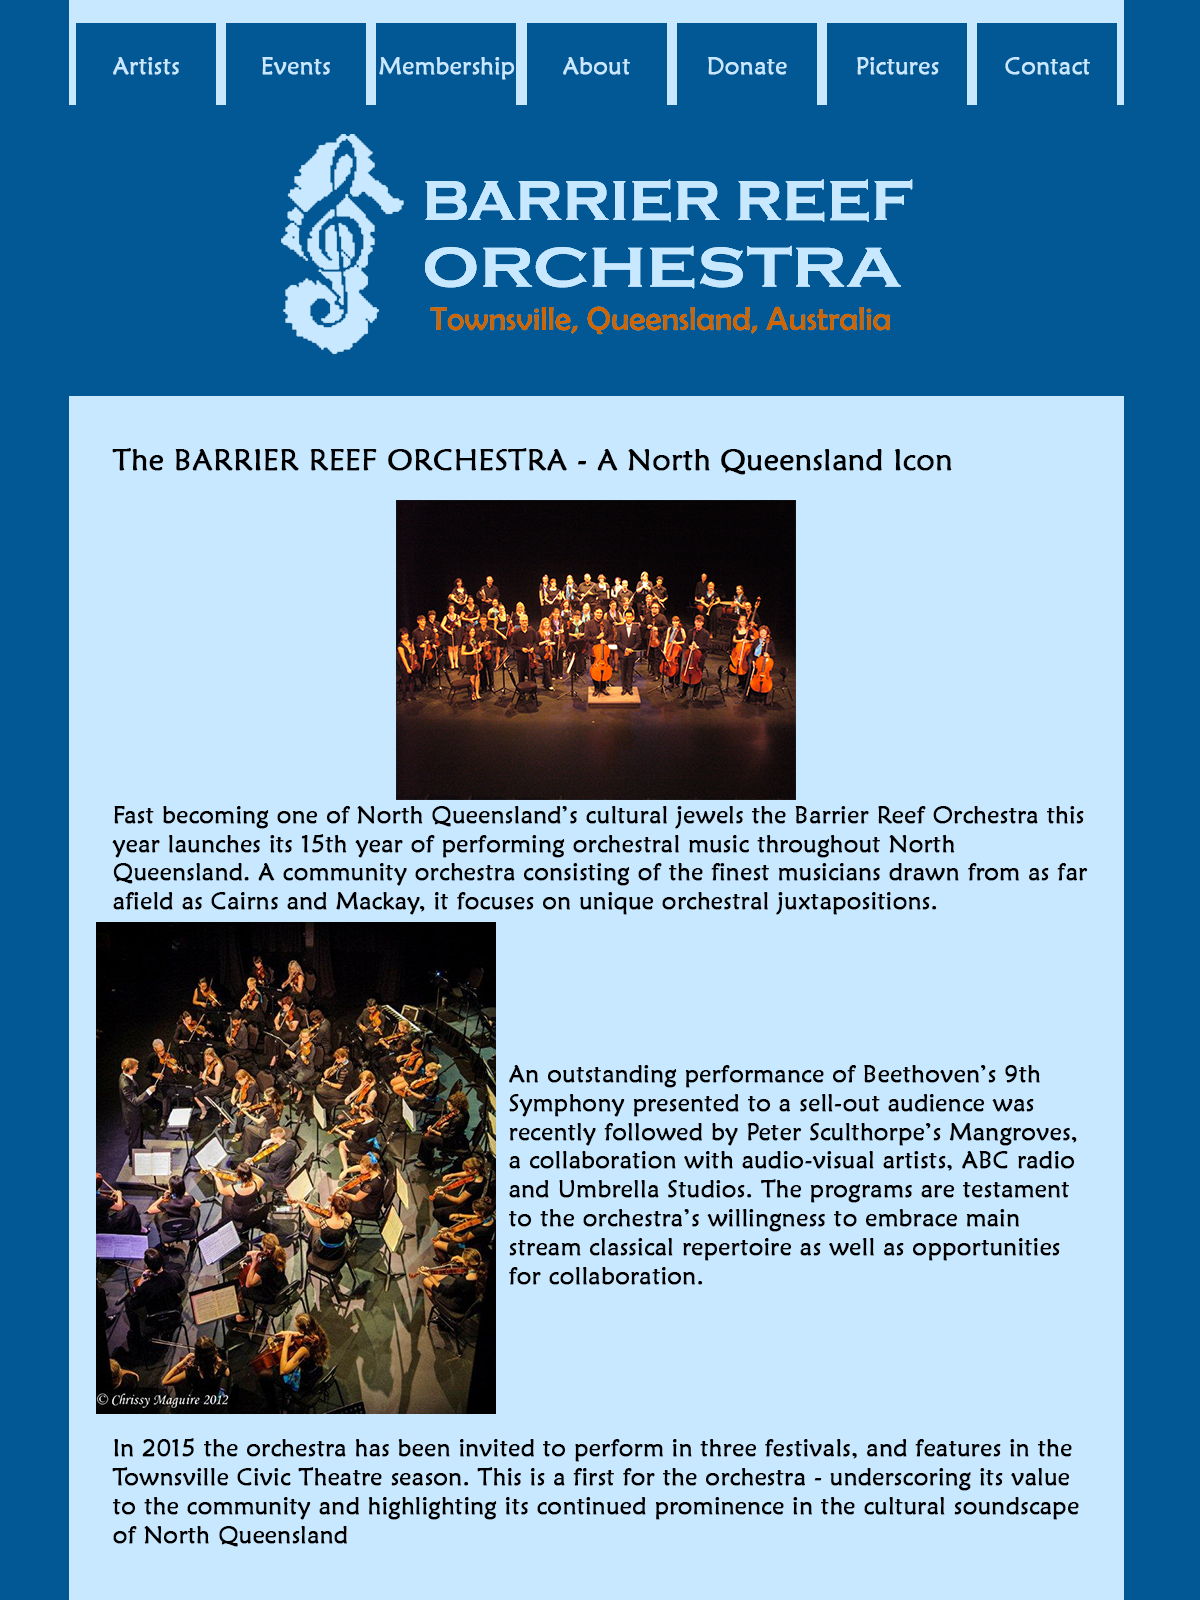 Artists
Events
Membership
About
Donate
Pictures
Contact
BARRIER REEF
ORCHESTRA
Townsville, Queensland, Australia
The BARRIER REEF ORCHESTRA - A North Queensland Icon
Fast becoming one of North Queensland’s cultural jewels the Barrier Reef Orchestra this
year launches its 15th year of performing orchestral music throughout North
Queensland. A community orchestra consisting of the finest musicians drawn from as far
afield as Cairns and Mackay, it focuses on unique orchestral juxtapositions.
An outstanding performance of Beethoven’s 9th
Symphony presented to a sell-out audience was
recently followed by Peter Sculthorpe’s Mangroves,
a collaboration with audio-visual artists, ABC radio
and Umbrella Studios. The programs are testament
to the orchestra’s willingness to embrace main
stream classical repertoire as well as opportunities
for collaboration.
© Chrissy Maguire 2012
In 2015 the orchestra has been invited to perform in three festivals, and features in the
Townsville Civic Theatre season. This is a first for the orchestra - underscoring its value
to the community and highlighting its continued prominence in the cultural soundscape
of North Queensland